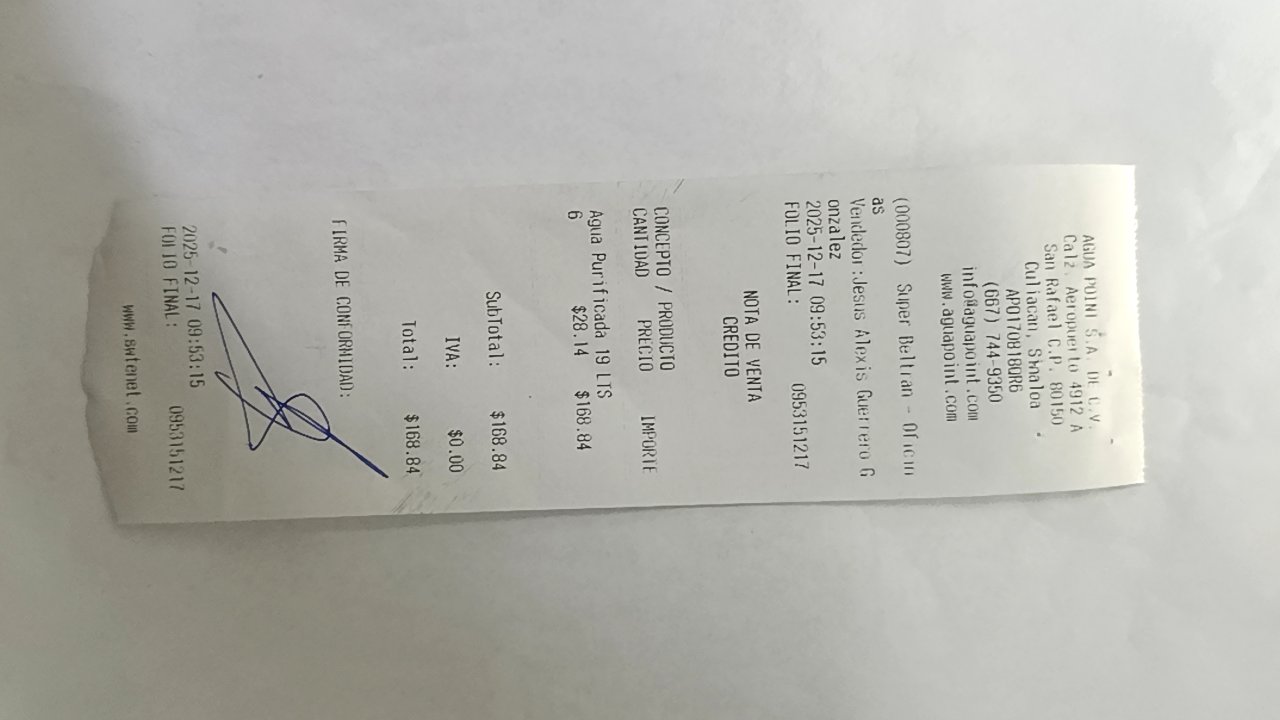 AGUA POINT S.A. DE C.V.
Calz. Aeropuerto 4912 A
San Rafael C.P. 80150
Culiacan, Sinaloa
APO170818QR6
(667) 744-9350
info@aguapoint.com
www.aguapoint.com
(000807) Super Beltran - Oficin
as
Vendedor:Jesus Alexis Guerrero G
onzalez
2025-12-17 09:53:15
FOLIO FINAL: 0953151217
NOTA DE VENTA
CREDITO
CONCEPTO / PRODUCTO
CANTIDAD PRECIO IMPORTE
Agua Purificada 19 LTS
6 $28.14 $168.84
SubTotal: $168.84
IVA: $0.00
Total: $168.84
FIRMA DE CONFORMIDAD:
2025-12-17 09:53:15
FOLIO FINAL: 0953151217
www.swtenet.com